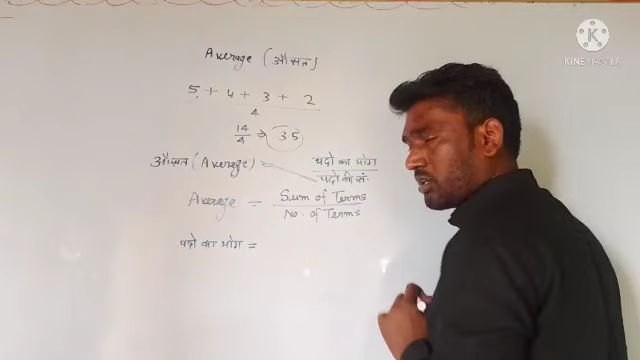 Average (औसत)
5 + 4 + 3 + 2
4
14
4 ⇒ 3.5
औसत (Average) = पदो का योग
पदो की सं॰
Average = Sum of Terms
No. of Terms
पदो का योग =
KINEMASTER